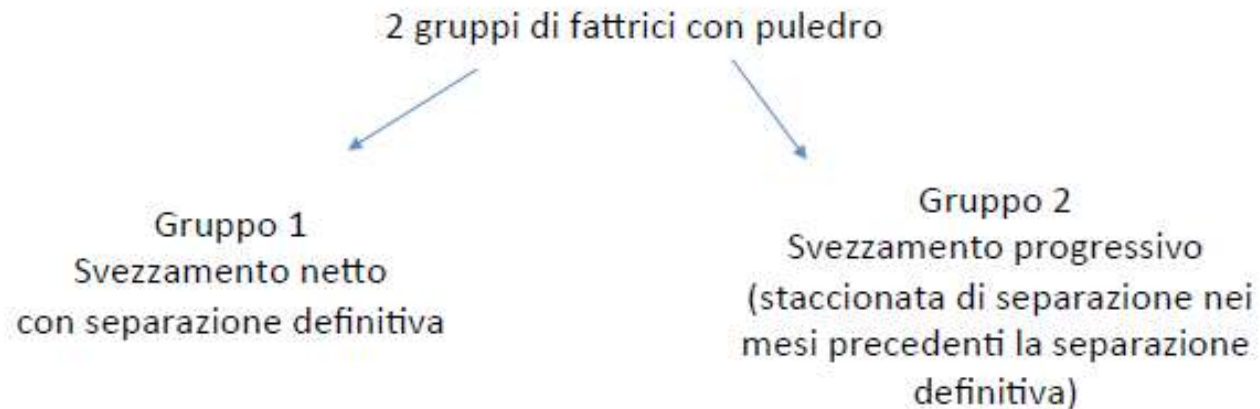 2 gruppi di fattrici con puledro
Gruppo 1
Svezzamento netto
con separazione definitiva
Gruppo 2
Svezzamento progressivo
(staccionata di separazione nei
mesi precedenti la separazione
definitiva)